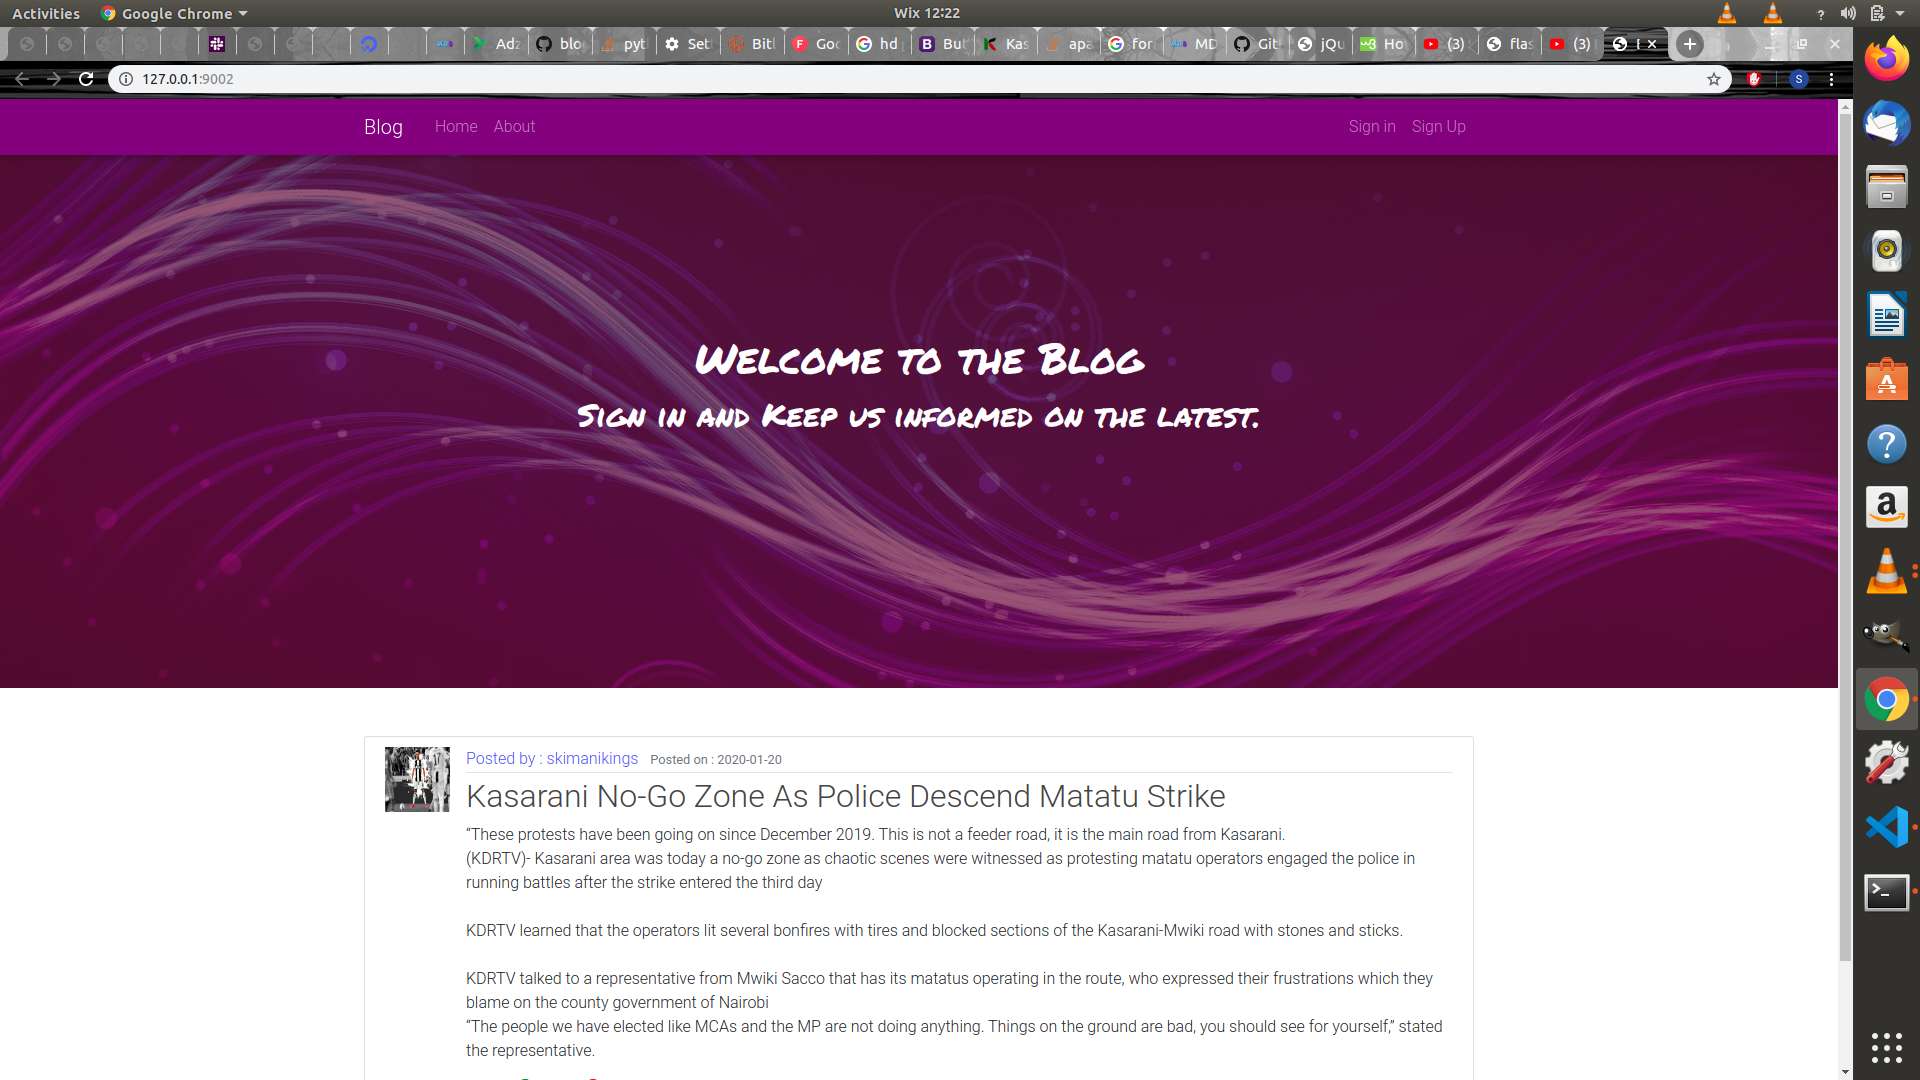 Activities Google Chrome Wix 12:22
Adz blo pyt Set Bitl Goo hd Bu Kas apa for MD Git jQu Ho (3) flas (3)
127.0.0.1:9002 S
Blog Home About Sign in Sign Up
Welcome to the Blog
Sign in and Keep us informed on the latest.
Posted by : skimanikings Posted on : 2020-01-20
Kasarani No-Go Zone As Police Descend Matatu Strike
“These protests have been going on since December 2019. This is not a feeder road, it is the main road from Kasarani.
(KDRTV)- Kasarani area was today a no-go zone as chaotic scenes were witnessed as protesting matatu operators engaged the police in
running battles after the strike entered the third day
KDRTV learned that the operators lit several bonfires with tires and blocked sections of the Kasarani-Mwiki road with stones and sticks.
KDRTV talked to a representative from Mwiki Sacco that has its matatus operating in the route, who expressed their frustrations which they
blame on the county government of Nairobi
“The people we have elected like MCAs and the MP are not doing anything. Things on the ground are bad, you should see for yourself,” stated
the representative.